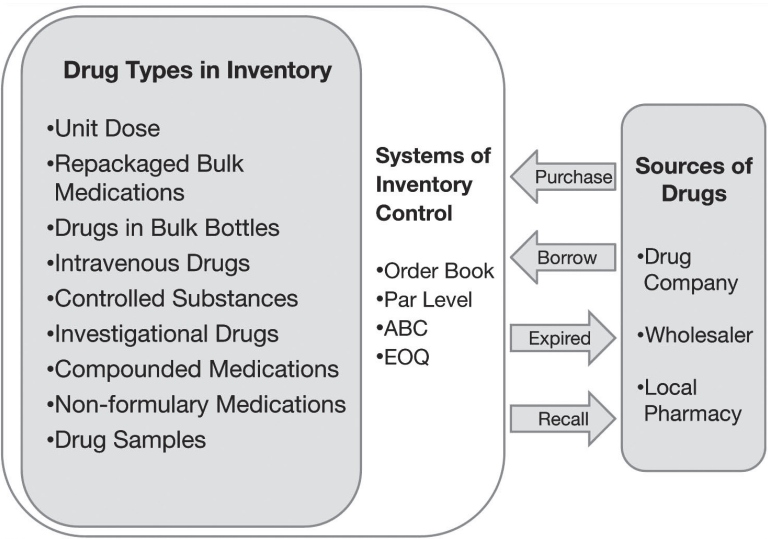 Drug Types in Inventory
•Unit Dose
•Repackaged Bulk
Medications
•Drugs in Bulk Bottles
•Intravenous Drugs
•Controlled Substances
•Investigational Drugs
•Compounded Medications
•Non-formulary Medications
•Drug Samples
Systems of
Inventory
Control
•Order Book
•Par Level
•ABC
•EOQ
Purchase
Borrow
Expired
Recall
Sources of
Drugs
•Drug
Company
•Wholesaler
•Local
Pharmacy